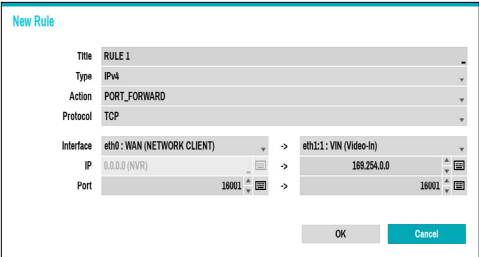 New Rule
Title RULE 1
Type IPv4
Action PORT_FORWARD
Protocol TCP
Interface eth0 : WAN (NETWORK CLIENT) -> eth1:1 : VIN (Video-In)
IP 0.0.0.0 (NVR) -> 169.254.0.0
Port 16001 -> 16001
OK Cancel